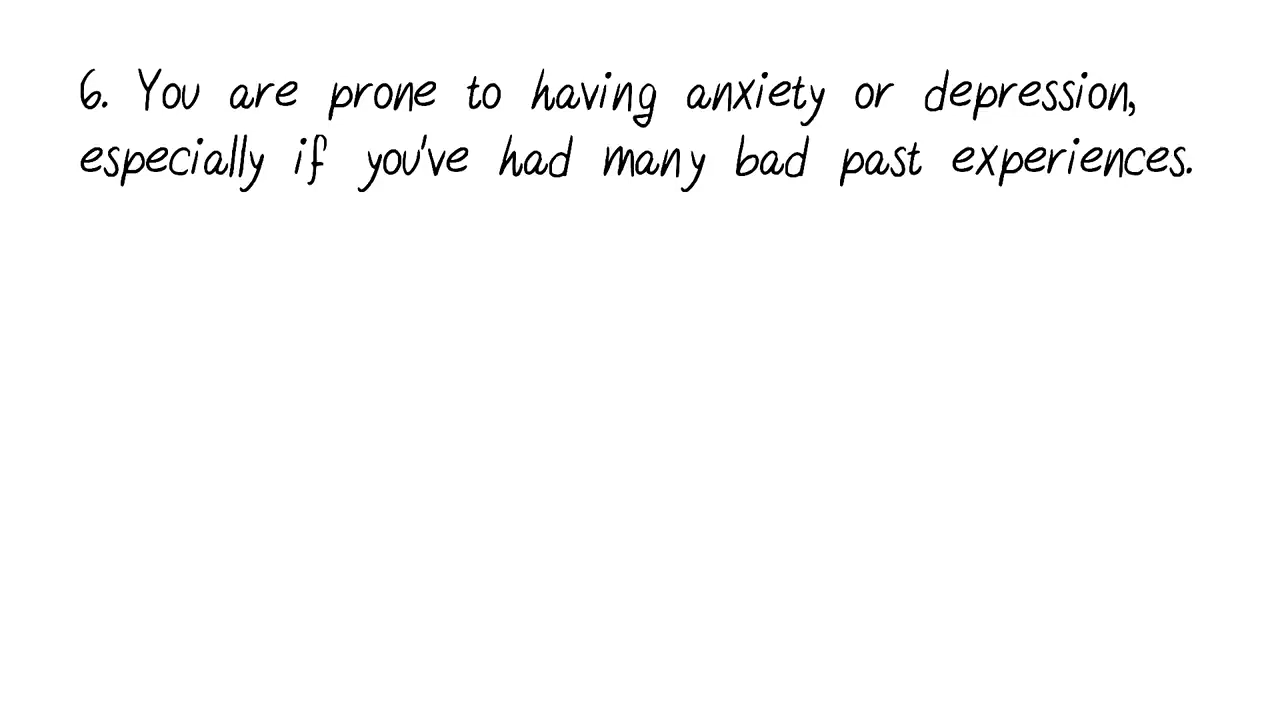 6. You are prone to having anxiety or depression,
especially if you've had many bad past experiences.